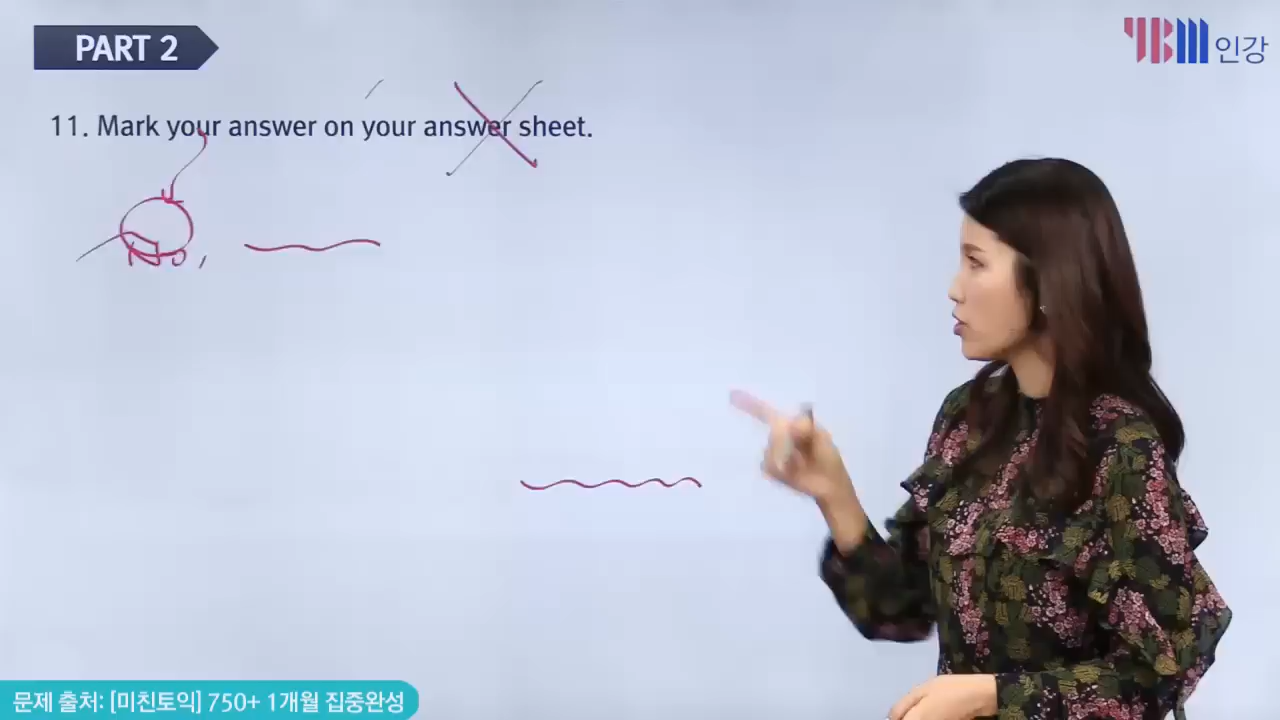 PART 2
YBM 인강
11. Mark your answer on your answer sheet.
No,
문제 출처: [미친토익] 750+ 1개월 집중완성